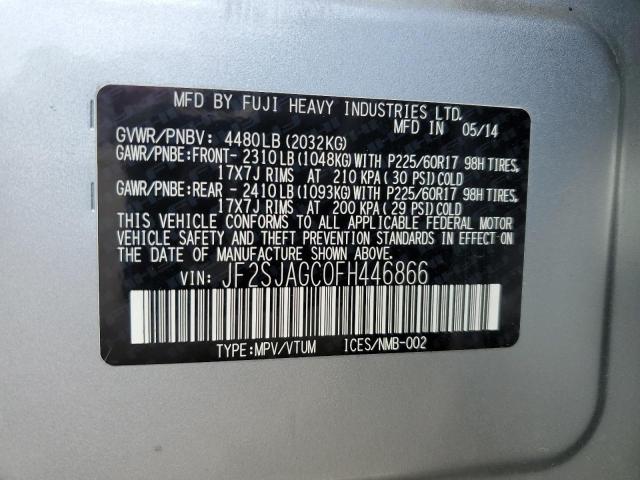 MFD BY FUJI HEAVY INDUSTRIES LTD.
MFD IN 05/14
GVWR/PNBV: 4480LB (2032KG)
GAWR/PNBE:FRONT- 2310LB (1048KG) WITH P225/60R17 98H TIRES,
17X7J RIMS AT 210 KPA (30 PSI) COLD
GAWR/PNBE:REAR - 2410LB (1093KG) WITH P225/60R17 98H TIRES,
17X7J RIMS AT 200 KPA (29 PSI) COLD
THIS VEHICLE CONFORMS TO ALL APPLICABLE FEDERAL MOTOR
VEHICLE SAFETY AND THEFT PREVENTION STANDARDS IN EFFECT ON
THE DATE OF MANUFACTURE SHOWN ABOVE.
VIN: JF2SJAGC0FH446866
TYPE:MPV/VTUM ICES/NMB-002